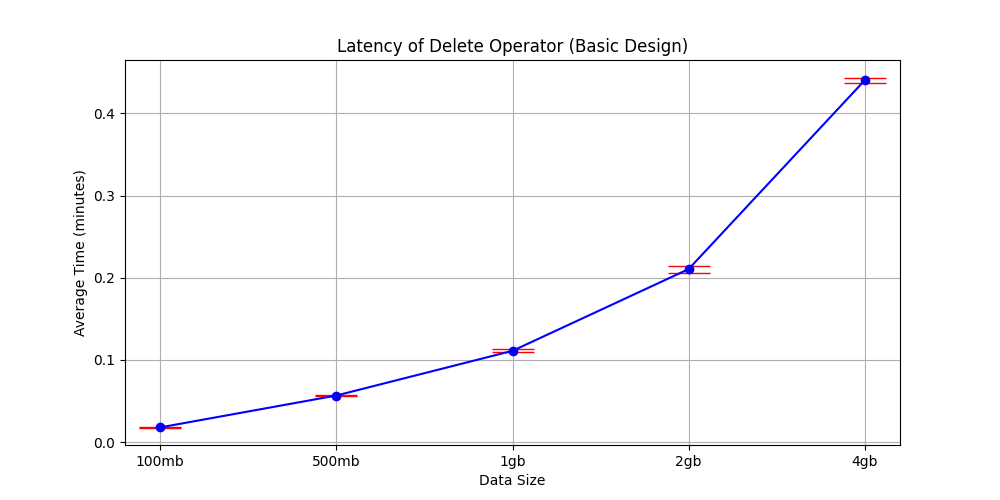 Latency of Delete Operator (Basic Design)
Average Time (minutes)
0.4
0.3
0.2
0.1
0.0
100mb 500mb 1gb 2gb 4gb
Data Size